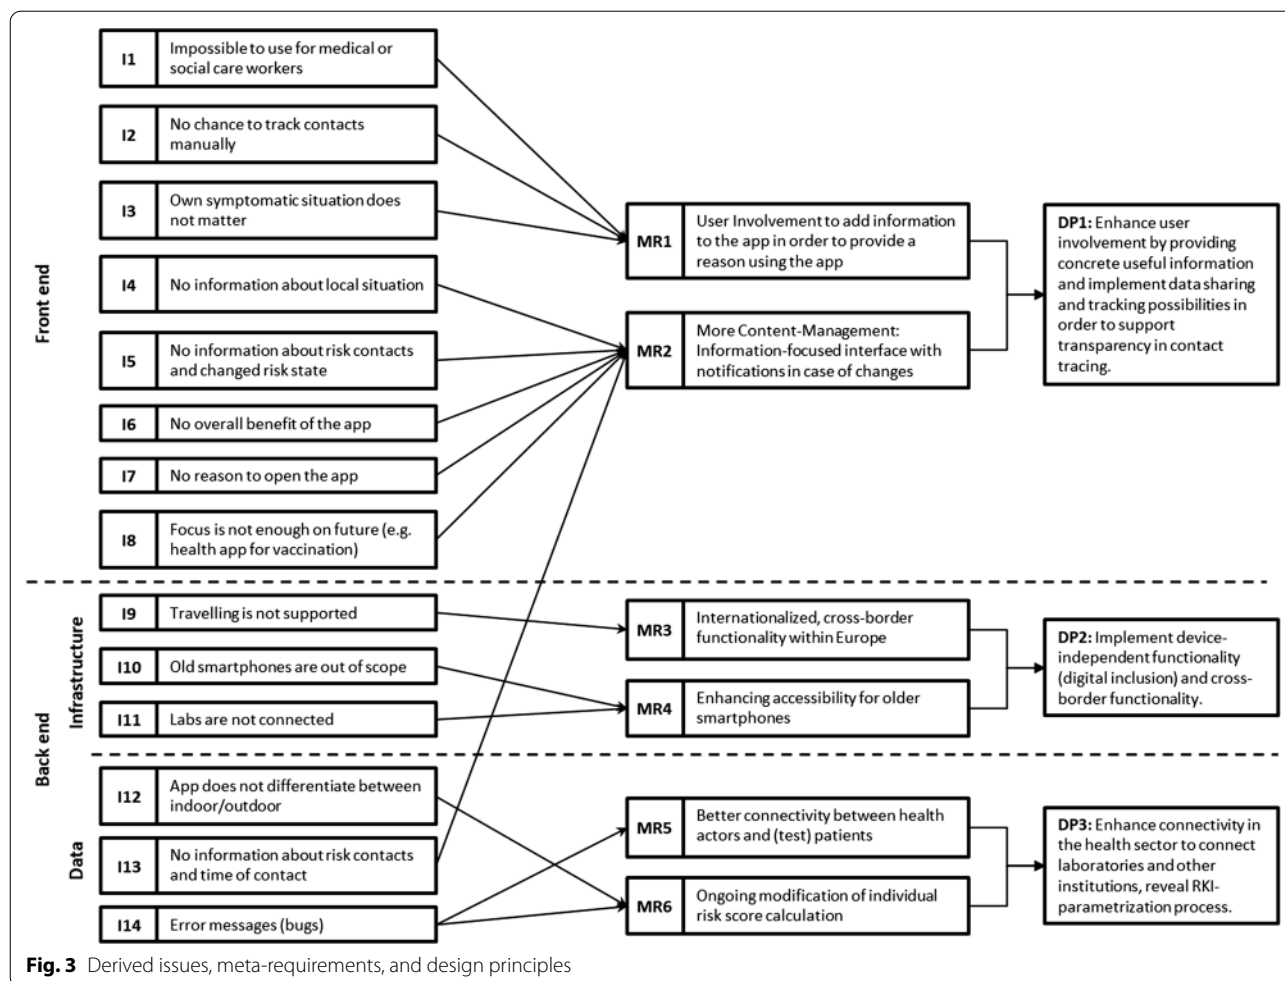 Front end
I1
Impossible to use for medical or
social care workers
I2
No chance to track contacts
manually
I3
Own symptomatic situation does
not matter
I4
No information about local situation
I5
No information about risk contacts
and changed risk state
I6
No overall benefit of the app
I7
No reason to open the app
I8
Focus is not enough on future (e.g.
health app for vaccination)
MR1
User Involvement to add information
to the app in order to provide a
reason using the app
MR2
More Content-Management:
Information-focused interface with
notifications in case of changes
DP1: Enhance user
involvement by providing
concrete useful information
and implement data sharing
and tracking possibilities in
order to support
transparency in contact
tracing.
Back end
Infrastructure
I9
Travelling is not supported
I10
Old smartphones are out of scope
I11
Labs are not connected
MR3
Internationalized, cross-border
functionality within Europe
MR4
Enhancing accessibility for older
smartphones
DP2: Implement device-
independent functionality
(digital inclusion) and cross-
border functionality.
Data
I12
App does not differentiate between
indoor/outdoor
I13
No information about risk contacts
and time of contact
I14
Error messages (bugs)
MR5
Better connectivity between health
actors and (test) patients
MR6
Ongoing modification of individual
risk score calculation
DP3: Enhance connectivity in
the health sector to connect
laboratories and other
institutions, reveal RKI-
parametrization process.
Fig. 3 Derived issues, meta-requirements, and design principles